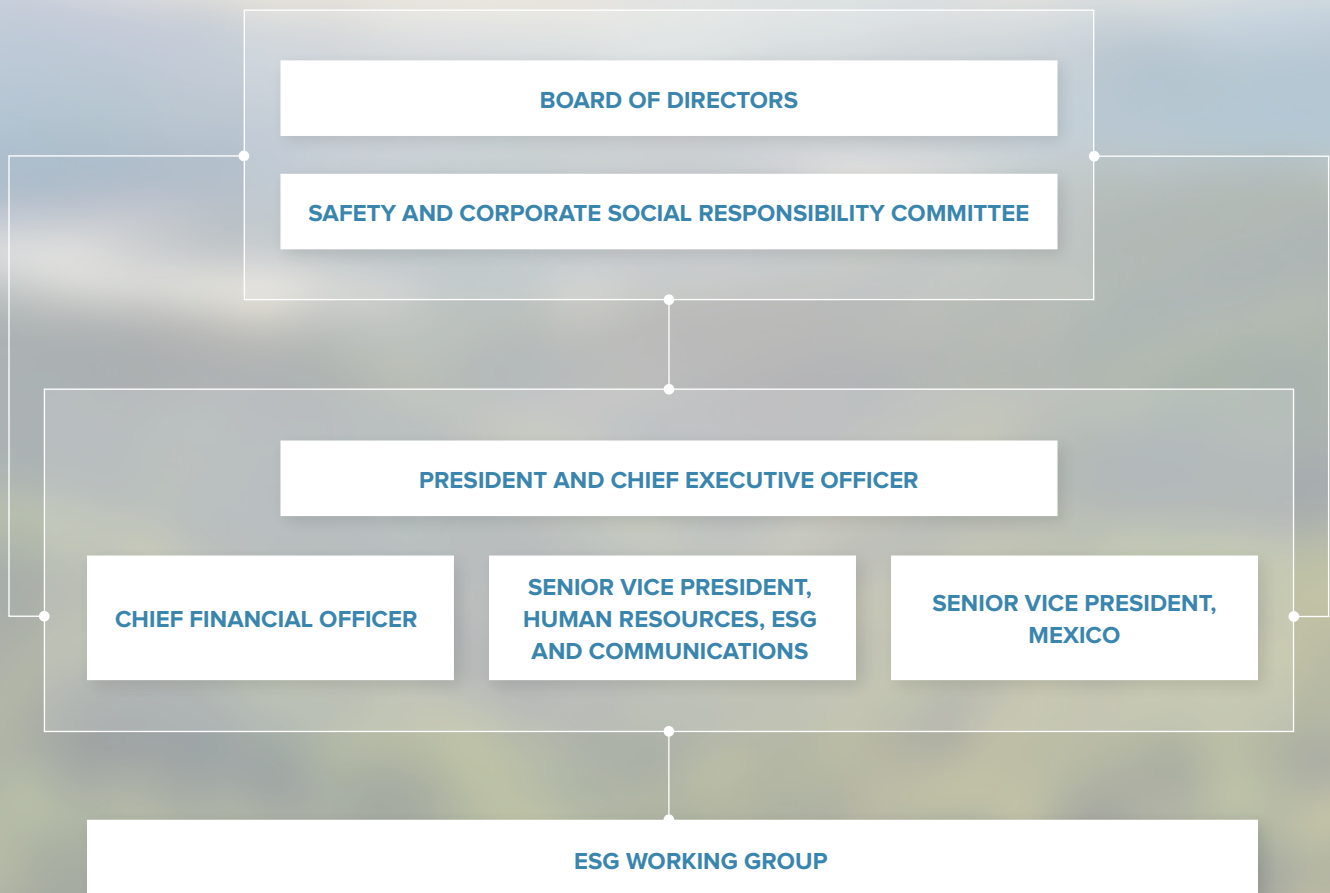 BOARD OF DIRECTORS
SAFETY AND CORPORATE SOCIAL RESPONSIBILITY COMMITTEE
PRESIDENT AND CHIEF EXECUTIVE OFFICER
CHIEF FINANCIAL OFFICER
SENIOR VICE PRESIDENT,
HUMAN RESOURCES, ESG
AND COMMUNICATIONS
SENIOR VICE PRESIDENT,
MEXICO
ESG WORKING GROUP